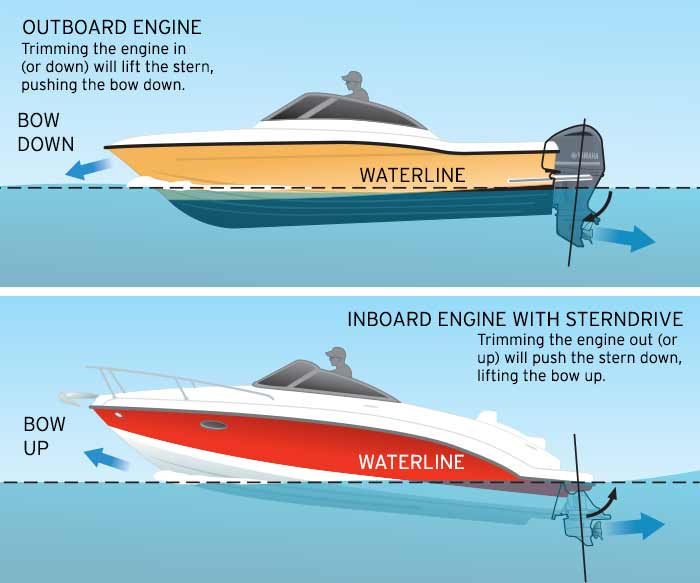 OUTBOARD ENGINE
Trimming the engine in
(or down) will lift the stern,
pushing the bow down.
BOW
DOWN
WATERLINE
YAMAHA
INBOARD ENGINE WITH STERNDRIVE
Trimming the engine out (or
up) will push the stern down,
lifting the bow up.
BOW
UP
WATERLINE